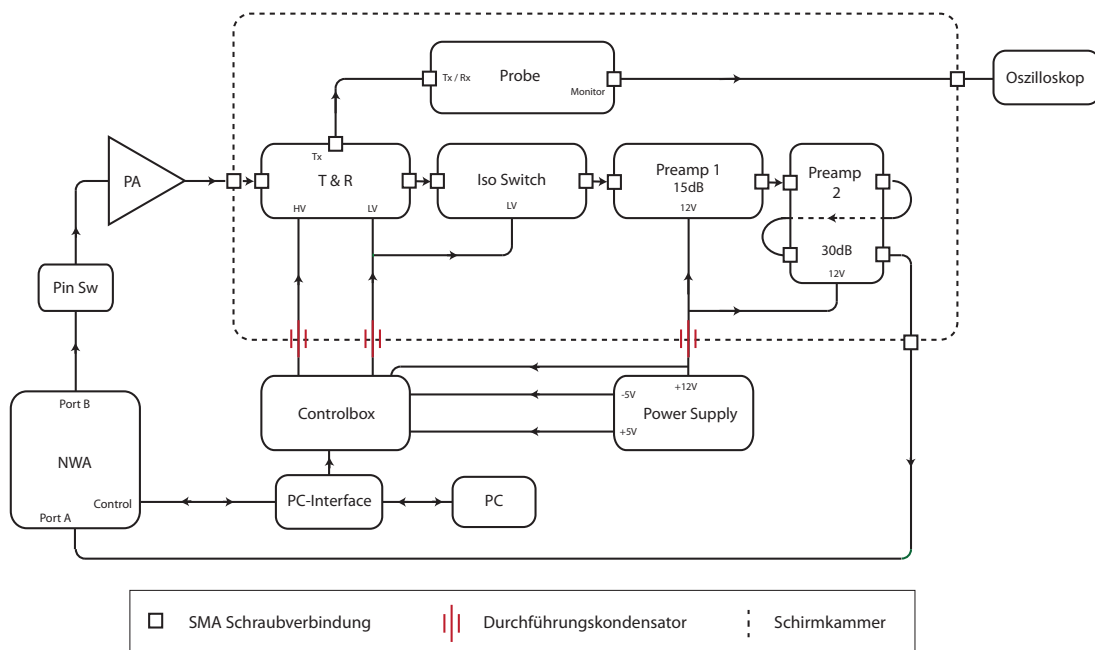 Probe
Tx / Rx
Monitor
Oszilloskop
PA
Tx
T & R
HV
LV
Iso Switch
LV
Preamp 1
15dB
12V
Preamp
2
30dB
12V
Pin Sw
Port B
NWA
Control
Port A
Controlbox
+12V
-5V
Power Supply
+5V
PC-Interface
PC
SMA Schraubverbindung
Durchführungskondensator
Schirmkammer